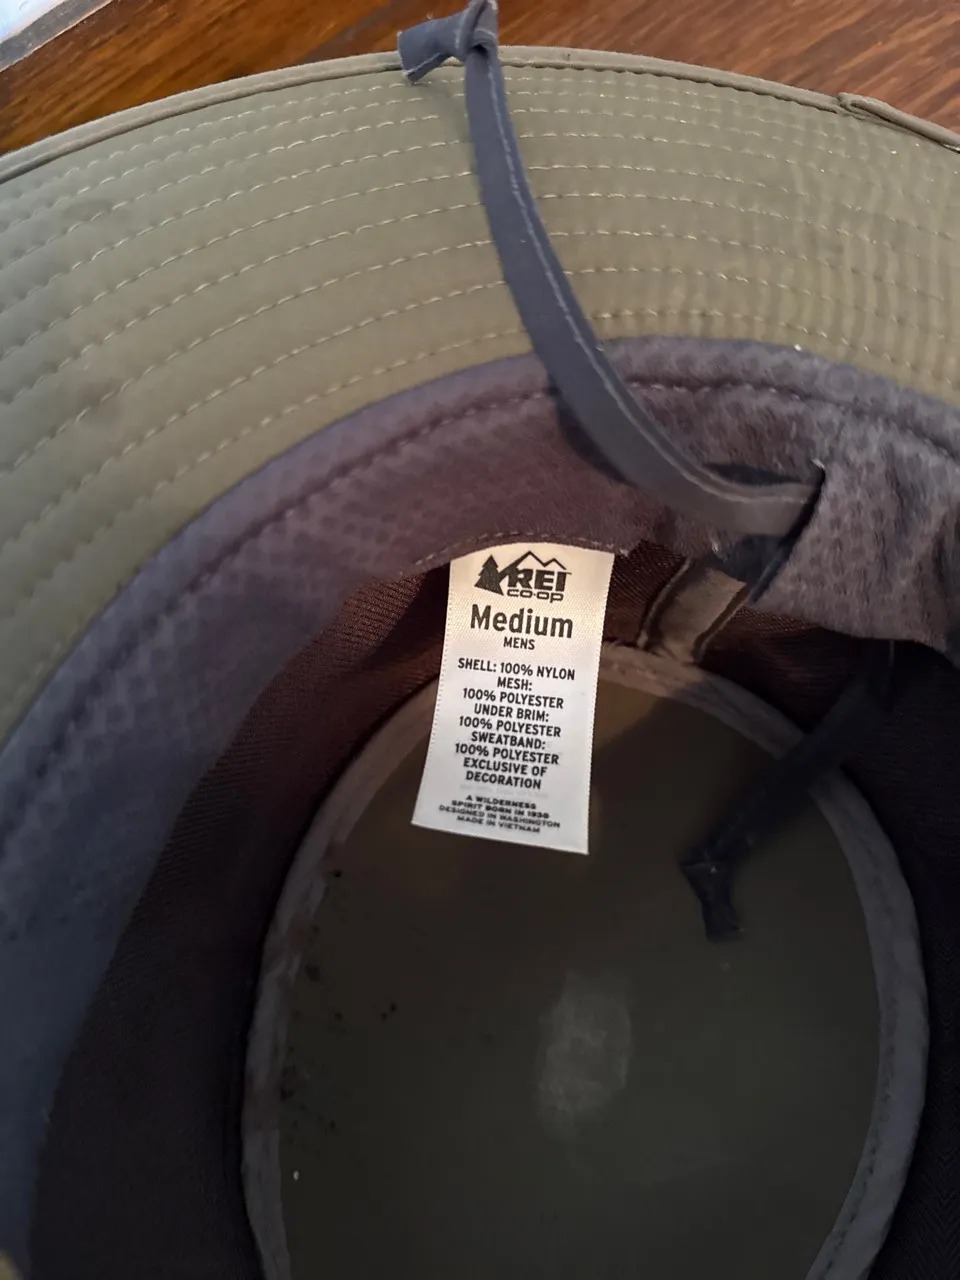 REI
CO·OP
Medium
MENS
SHELL: 100% NYLON
MESH:
100% POLYESTER
UNDER BRIM:
100% POLYESTER
SWEATBAND:
100% POLYESTER
EXCLUSIVE OF
DECORATION
A WILDERNESS
SPIRIT BORN IN 1938
DESIGNED IN WASHINGTON
MADE IN VIETNAM